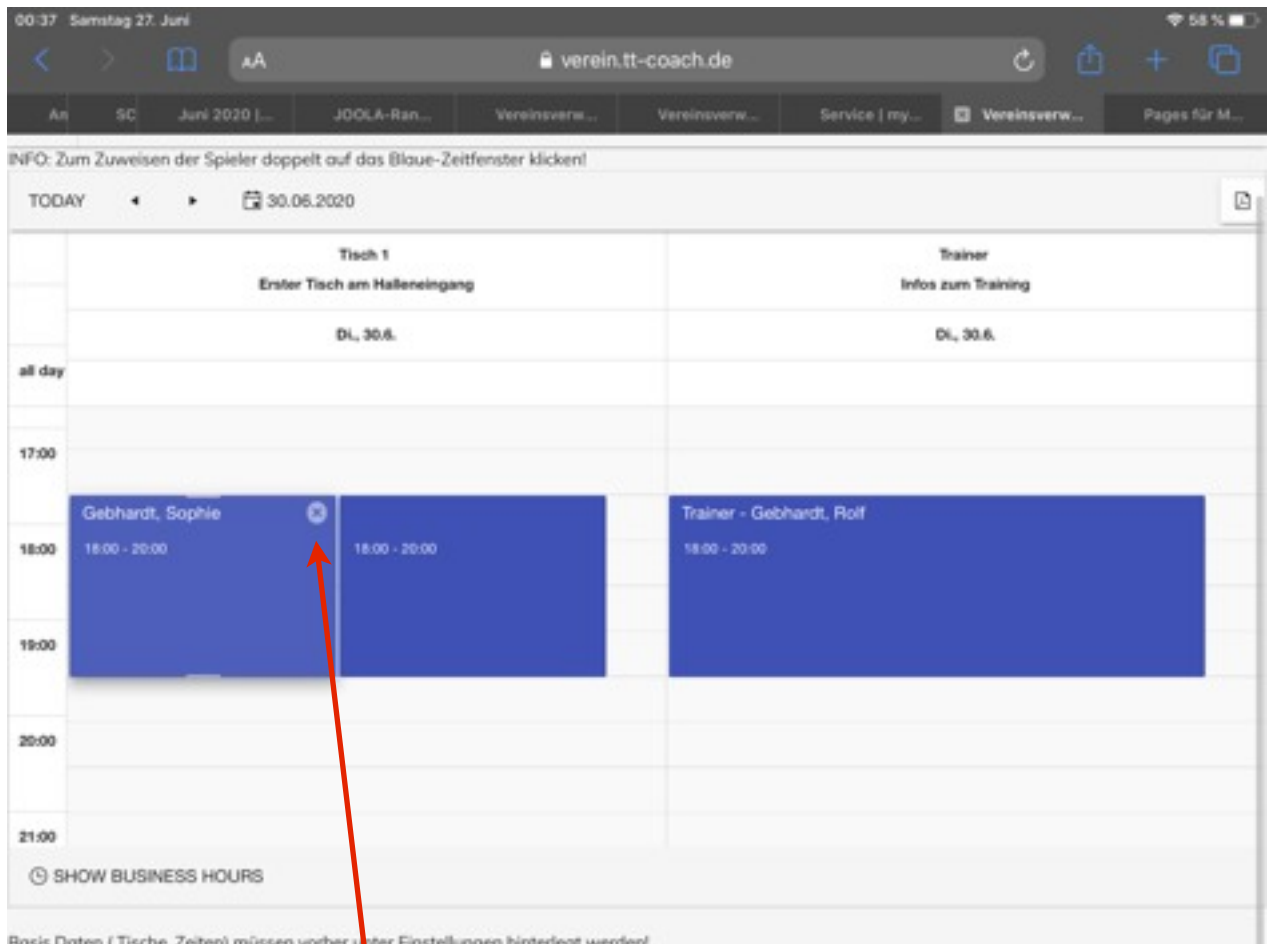 00:37 Samstag 27. Juni 58 %
AA verein.tt-coach.de
An SC Juni 2020 |... JOOLA-Ran... Vereinsverw... Vereinsverw... Service | my... Vereinsverw... Pages für M...
INFO: Zum Zuweisen der Spieler doppelt auf das Blaue-Zeitfenster klicken!
TODAY 30.06.2020
Tisch 1 Trainer
Erster Tisch am Halleneingang Infos zum Training
Di., 30.6. Di., 30.6.
all day
17:00
Gebhardt, Sophie Trainer - Gebhardt, Rolf
18:00 18:00 - 20:00 18:00 - 20:00 18:00 - 20:00
19:00
20:00
21:00
SHOW BUSINESS HOURS
Basis Daten ( Tische, Zeiten) müssen vorher unter Einstellungen hinterlegt werden!